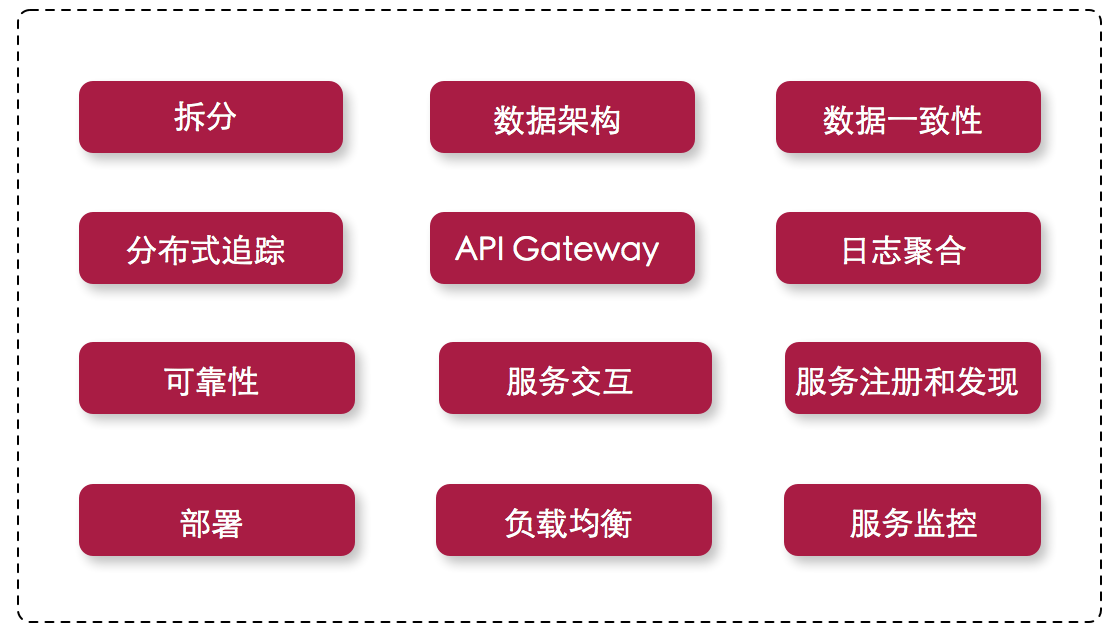 拆分
数据架构
数据一致性
分布式追踪
API Gateway
日志聚合
可靠性
服务交互
服务注册和发现
部署
负载均衡
服务监控